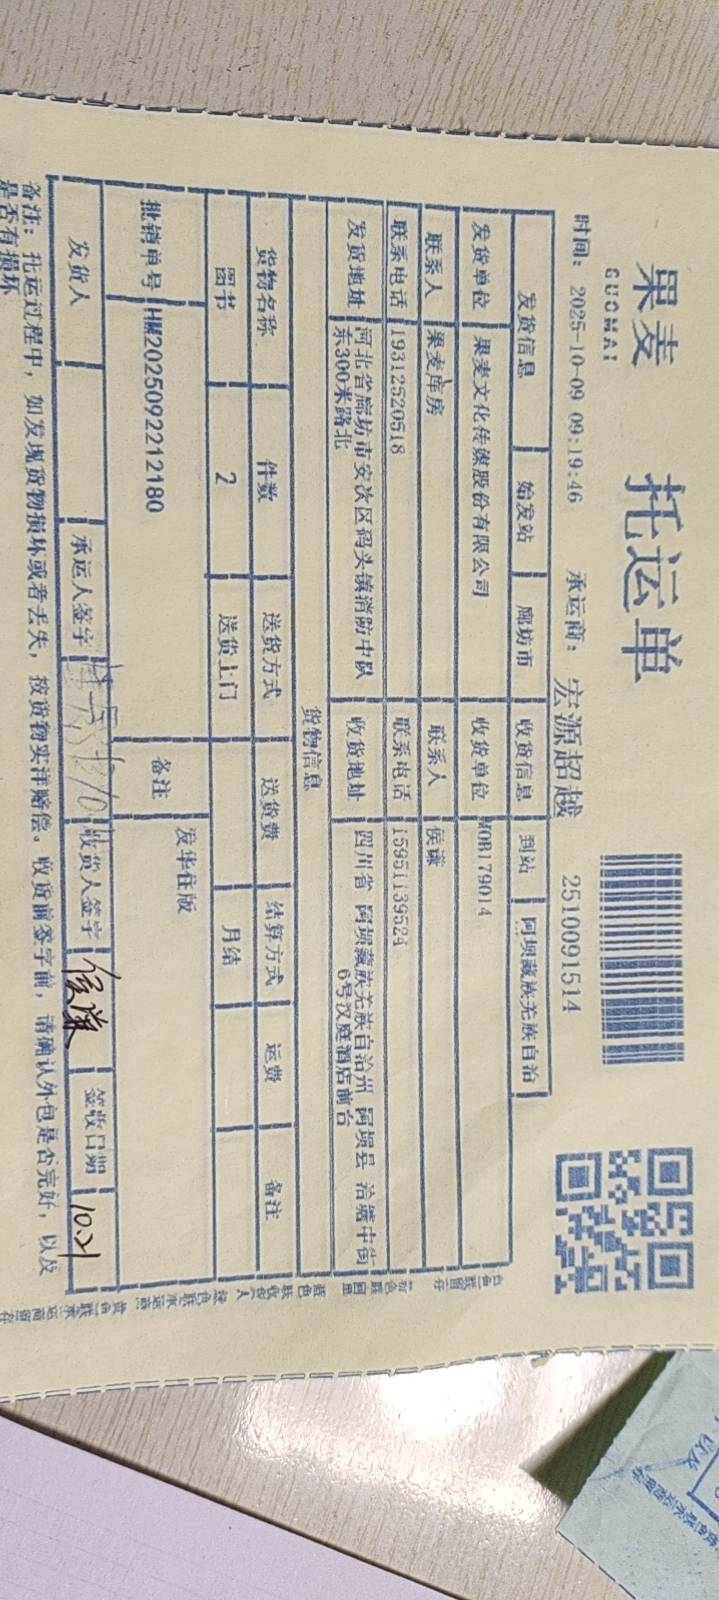 果麦 托运单
GUOMAI
时间: 2025-10-09 09:19:46 承运商: 宏源超越 2510091514
发货信息 始发站 廊坊市 收货信息 到站 阿坝藏族羌族自治
发货单位 果麦文化传媒股份有限公司 收货单位 MOB179014
联系人 果麦库房 联系人 侯谦
联系电话 19312520518 联系电话 15951139524
发货地址 河北省廊坊市安次区码头镇消防中队 收货地址 四川省 阿坝藏族羌族自治州 阿坝县 洽塘中街
东300米路北 6号汉庭酒店前台
货物信息
货物名称 件数 送货方式 送货费 结算方式 运费 备注
图书 2 送货上门 月结
批销单号 HM2025092212180 备注 发华住版
发货人 承运人签字 收货人签字 侯谦 签收日期 10.21
备注: 托运过程中, 如发现货物损坏或者丢失, 按货物实洋赔偿。收货前签字前, 请确认外包是否完好, 以及
是否有损坏